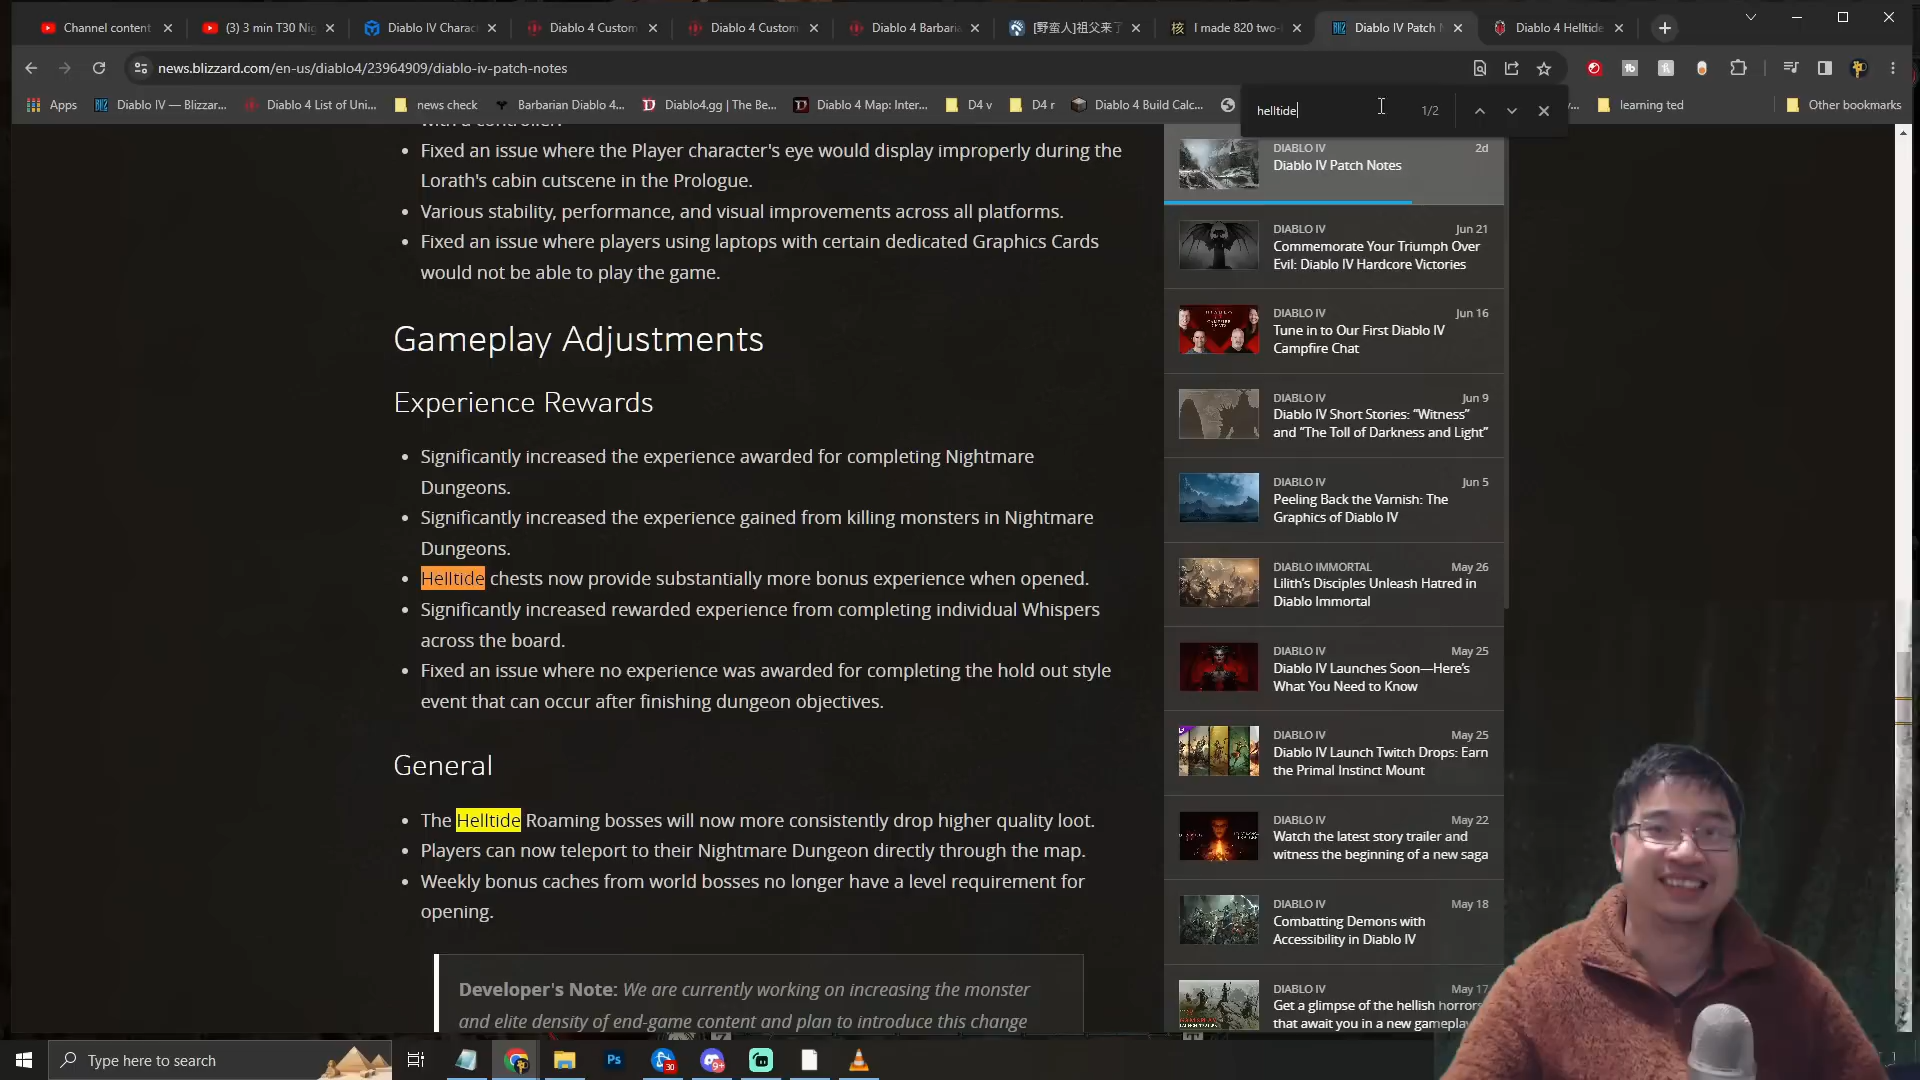 Channel content
(3) 3 min T30 Nig
Diablo IV Charac
Diablo 4 Custom
Diablo 4 Custom
Diablo 4 Barbaria
[野蛮人]祖父来了
I made 820 two-
Diablo IV Patch N
Diablo 4 Helltide
news.blizzard.com/en-us/diablo4/23964909/diablo-iv-patch-notes
Apps
Diablo IV — Blizzar...
Diablo 4 List of Uni...
news check
Barbarian Diablo 4...
Diablo4.gg | The Be...
Diablo 4 Map: Inter...
D4 v
D4 r
Diablo 4 Build Calc...
learning ted
Other bookmarks
helltide
1/2
with a controller.
Fixed an issue where the Player character's eye would display improperly during the
Lorath's cabin cutscene in the Prologue.
Various stability, performance, and visual improvements across all platforms.
Fixed an issue where players using laptops with certain dedicated Graphics Cards
would not be able to play the game.
Gameplay Adjustments
Experience Rewards
Significantly increased the experience awarded for completing Nightmare
Dungeons.
Significantly increased the experience gained from killing monsters in Nightmare
Dungeons.
Helltide chests now provide substantially more bonus experience when opened.
Significantly increased rewarded experience from completing individual Whispers
across the board.
Fixed an issue where no experience was awarded for completing the hold out style
event that can occur after finishing dungeon objectives.
General
The Helltide Roaming bosses will now more consistently drop higher quality loot.
Players can now teleport to their Nightmare Dungeon directly through the map.
Weekly bonus caches from world bosses no longer have a level requirement for
opening.
Developer's Note: We are currently working on increasing the monster
and elite density of end-game content and plan to introduce this change
DIABLO IV 2d
Diablo IV Patch Notes
DIABLO IV Jun 21
Commemorate Your Triumph Over
Evil: Diablo IV Hardcore Victories
DIABLO IV Jun 16
Tune in to Our First Diablo IV
Campfire Chat
DIABLO IV Jun 9
Diablo IV Short Stories: “Witness”
and “The Toll of Darkness and Light”
DIABLO IV Jun 5
Peeling Back the Varnish: The
Graphics of Diablo IV
DIABLO IMMORTAL May 26
Lilith’s Disciples Unleash Hatred in
Diablo Immortal
DIABLO IV May 25
Diablo IV Launches Soon—Here’s
What You Need to Know
DIABLO IV May 25
Diablo IV Launch Twitch Drops: Earn
the Primal Instinct Mount
DIABLO IV May 22
Watch the latest story trailer and
witness the beginning of a new saga
DIABLO IV May 18
Combatting Demons with
Accessibility in Diablo IV
DIABLO IV May 17
Get a glimpse of the hellish horrors
that await you in a new gameplay
Type here to search
Ps
30
9+